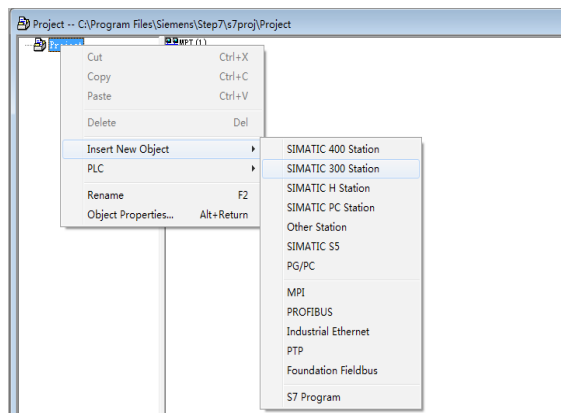 Project -- C:\Program Files\Siemens\Step7\s7proj\Project
Project
MPI(1)
Cut Ctrl+X
Copy Ctrl+C
Paste Ctrl+V
Delete Del
Insert New Object
PLC
Rename F2
Object Properties... Alt+Return
SIMATIC 400 Station
SIMATIC 300 Station
SIMATIC H Station
SIMATIC PC Station
Other Station
SIMATIC S5
PG/PC
MPI
PROFIBUS
Industrial Ethernet
PTP
Foundation Fieldbus
S7 Program